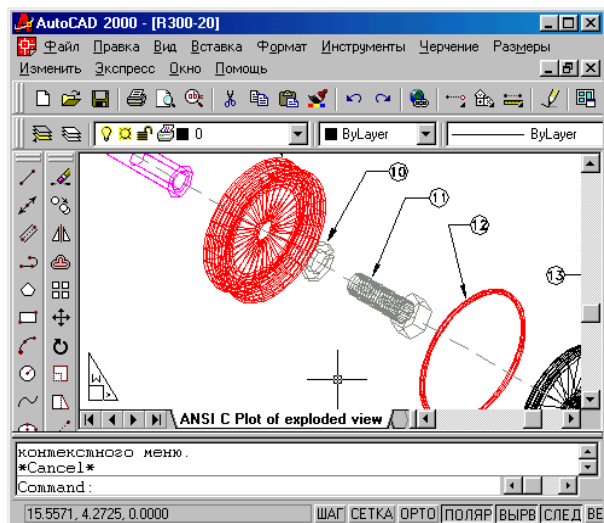 AutoCAD 2000 - [R300-20]
Файл Правка Вид Вставка Формат Инструменты Черчение Размеры
Изменить Экспресс Окно Помощь
0 ByLayer ByLayer
10
11
12
13
W
ANSI C Plot of exploded view
контекстного меню.
*Cancel*
Command:
15.5571, 4.2725, 0.0000 ШАГ СЕТКА ОРТО ПОЛЯР ВЫРВ СЛЕД ВЕ